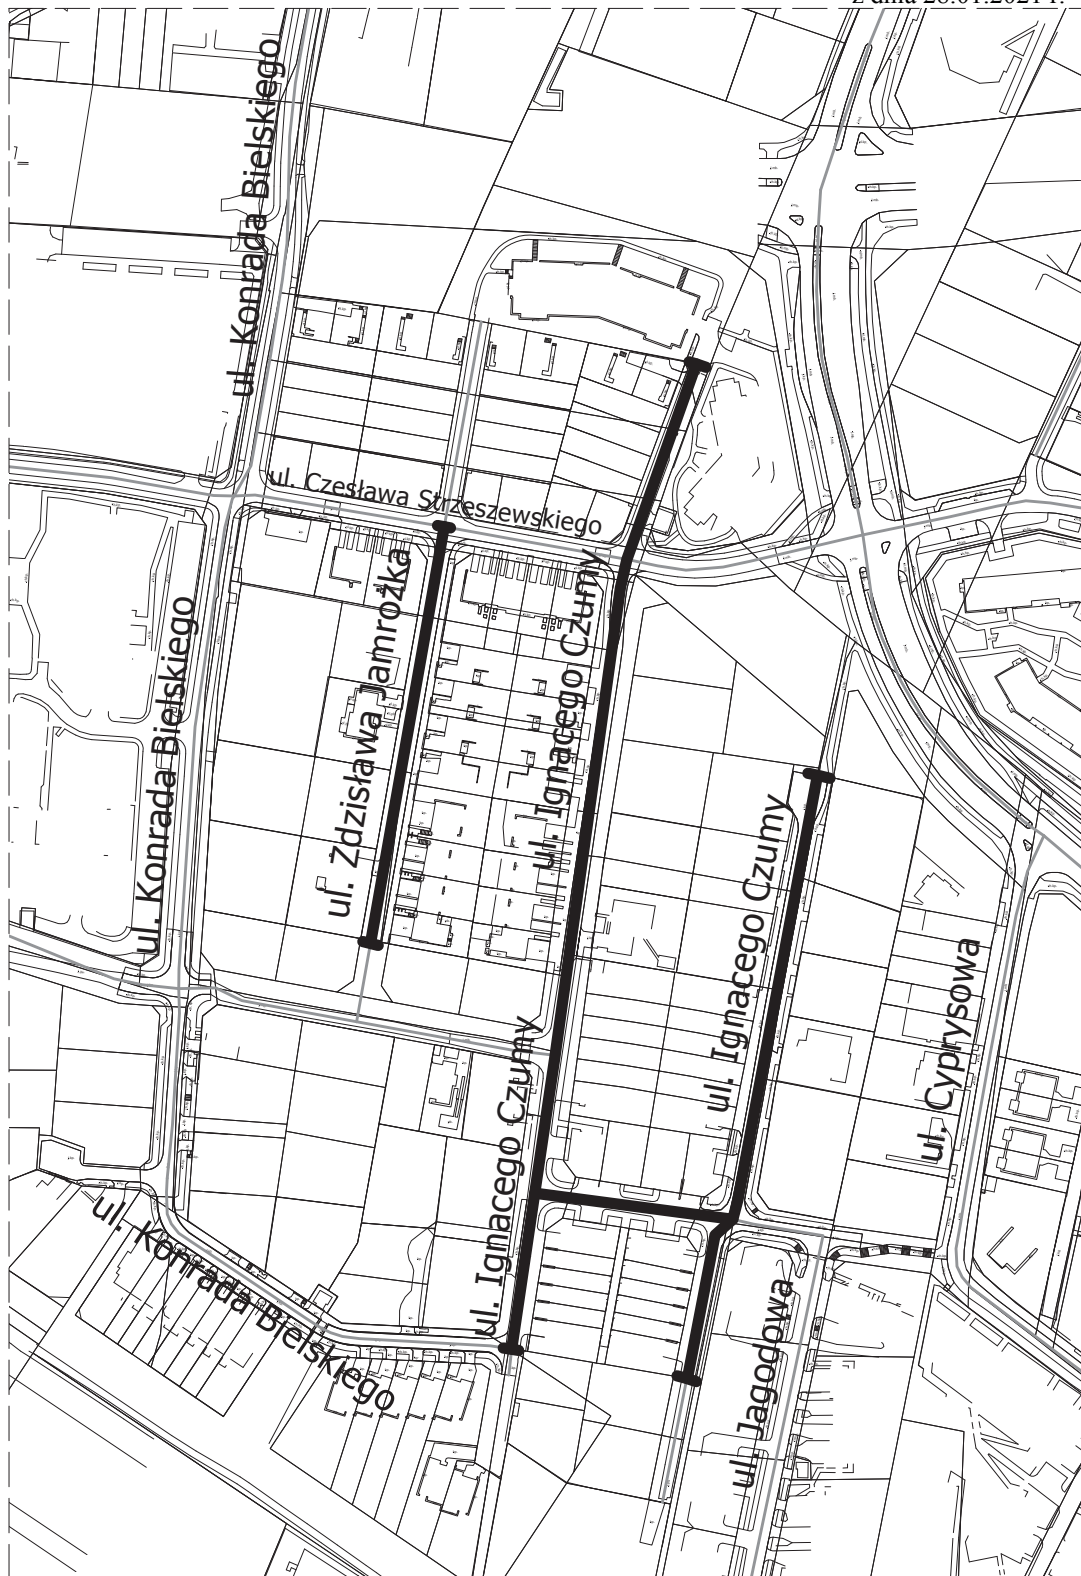 z dnia 28.01.2021 r.
ul. Konrada Bielskiego
ul. Czesława Strzeszewskiego
ul. Zdzisława Jamrożka
ul. Ignacego Czumy
ul. Konrada Bielskiego
ul. Ignacego Czumy
ul. Cyprysowa
ul. Ignacego Czumy
ul. Konrada Bielskiego
ul. Jagodowa